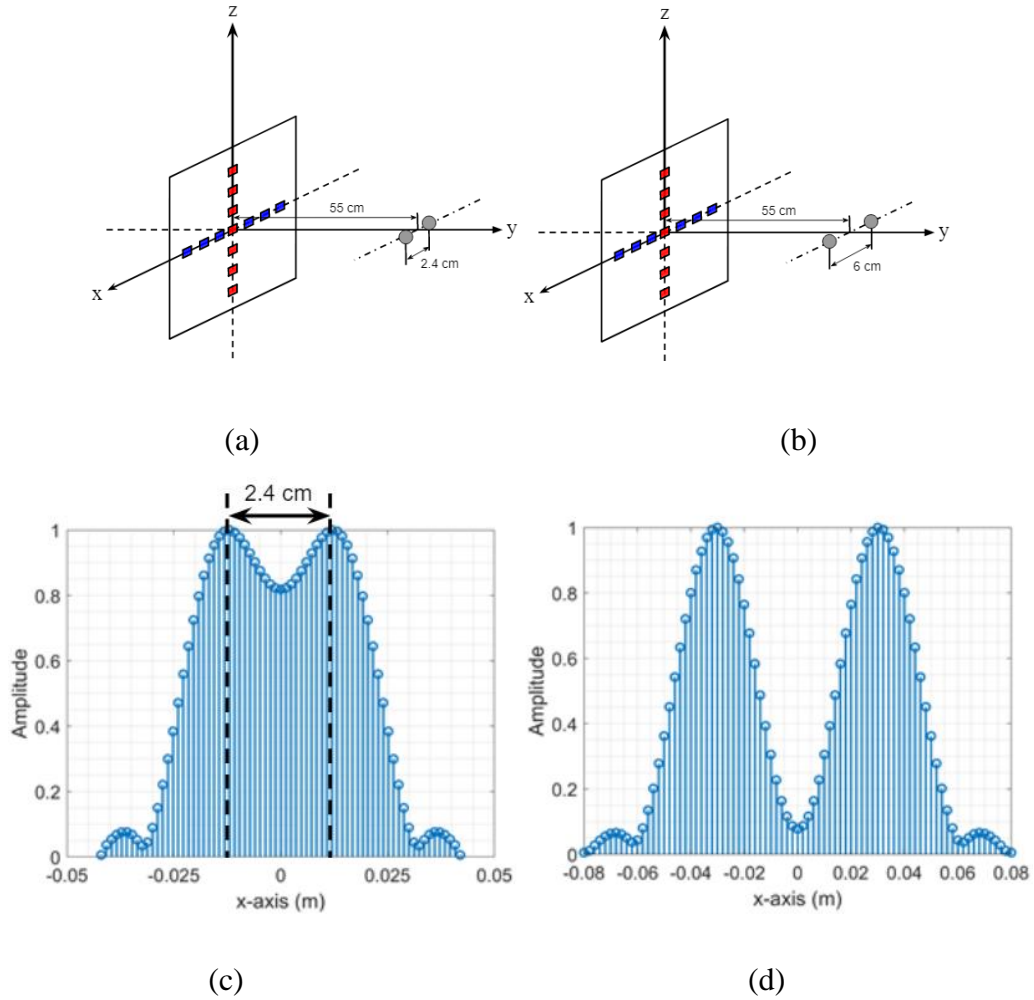 z
55 cm
y
2.4 cm
x
(a)
z
55 cm
y
6 cm
x
(b)
2.4 cm
1
0.8
0.6
0.4
0.2
0
Amplitude
-0.05 -0.025 0 0.025 0.05
x-axis (m)
(c)
1
0.8
0.6
0.4
0.2
0
Amplitude
-0.08 -0.06 -0.04 -0.02 0 0.02 0.04 0.06 0.08
x-axis (m)
(d)